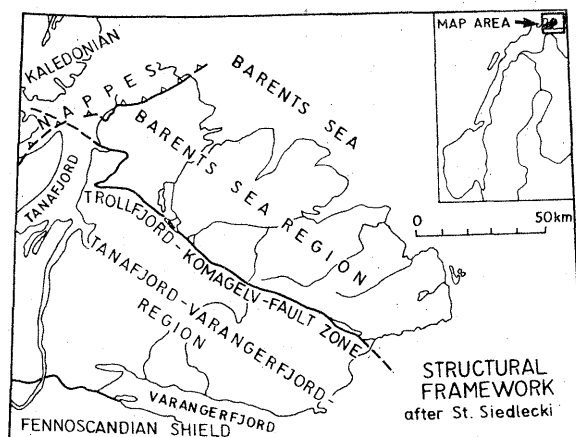 MAP AREA
KALEDONIAN
NAPPES
BARENTS SEA
BARENTS SEA REGION
TANAFJORD
0 50km
TROLLFJORD-KOMAGELV-FAULT ZONE
TANAFJORD-VARANGERFJORD-
REGION
STRUCTURAL
FRAMEWORK
after St. Siedlecki
VARANGERFJORD
FENNOSCANDIAN SHIELD